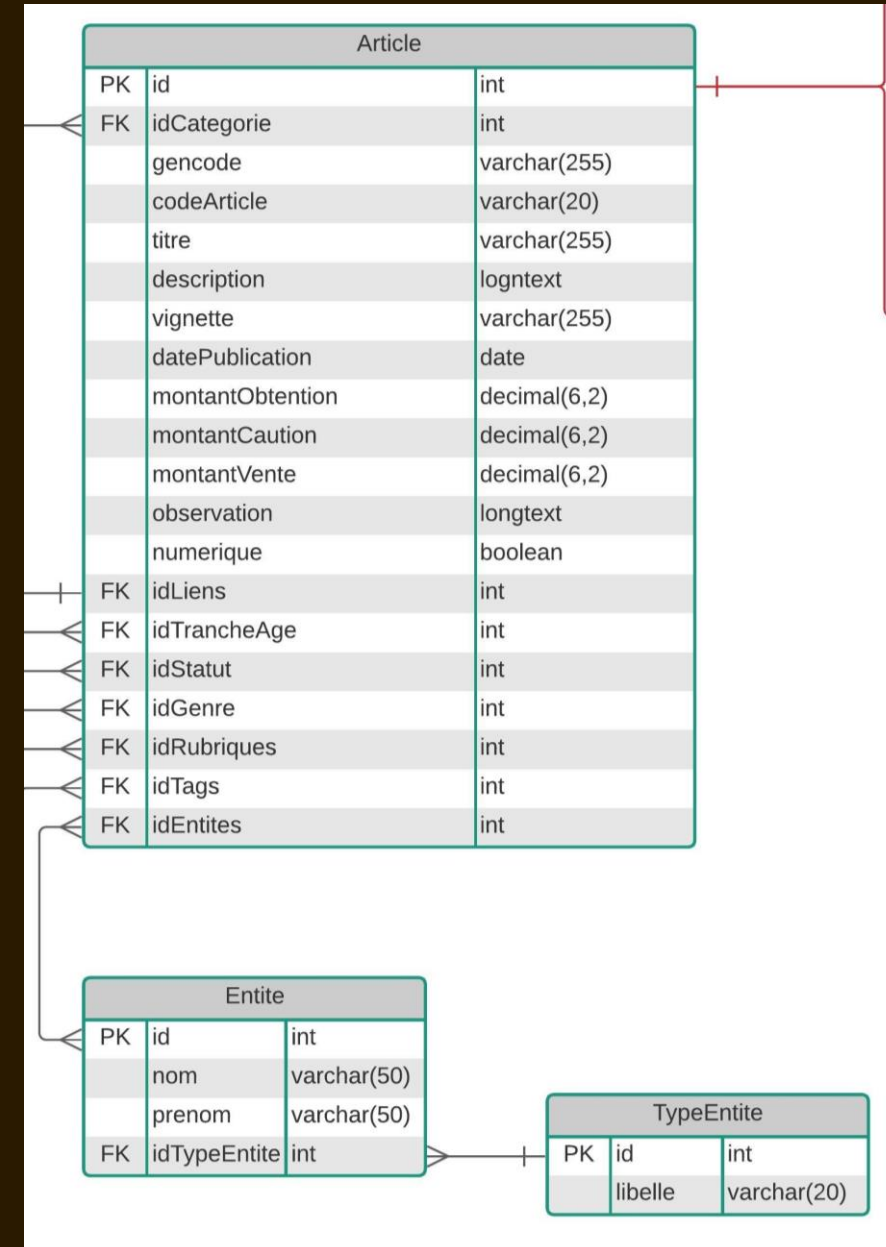 Article
PK id int
FK idCategorie int
gencode varchar(255)
codeArticle varchar(20)
titre varchar(255)
description logntext
vignette varchar(255)
datePublication date
montantObtention decimal(6,2)
montantCaution decimal(6,2)
montantVente decimal(6,2)
observation longtext
numerique boolean
FK idLiens int
FK idTrancheAge int
FK idStatut int
FK idGenre int
FK idRubriques int
FK idTags int
FK idEntites int
Entite
PK id int
nom varchar(50)
prenom varchar(50)
FK idTypeEntite int
TypeEntite
PK id int
libelle varchar(20)